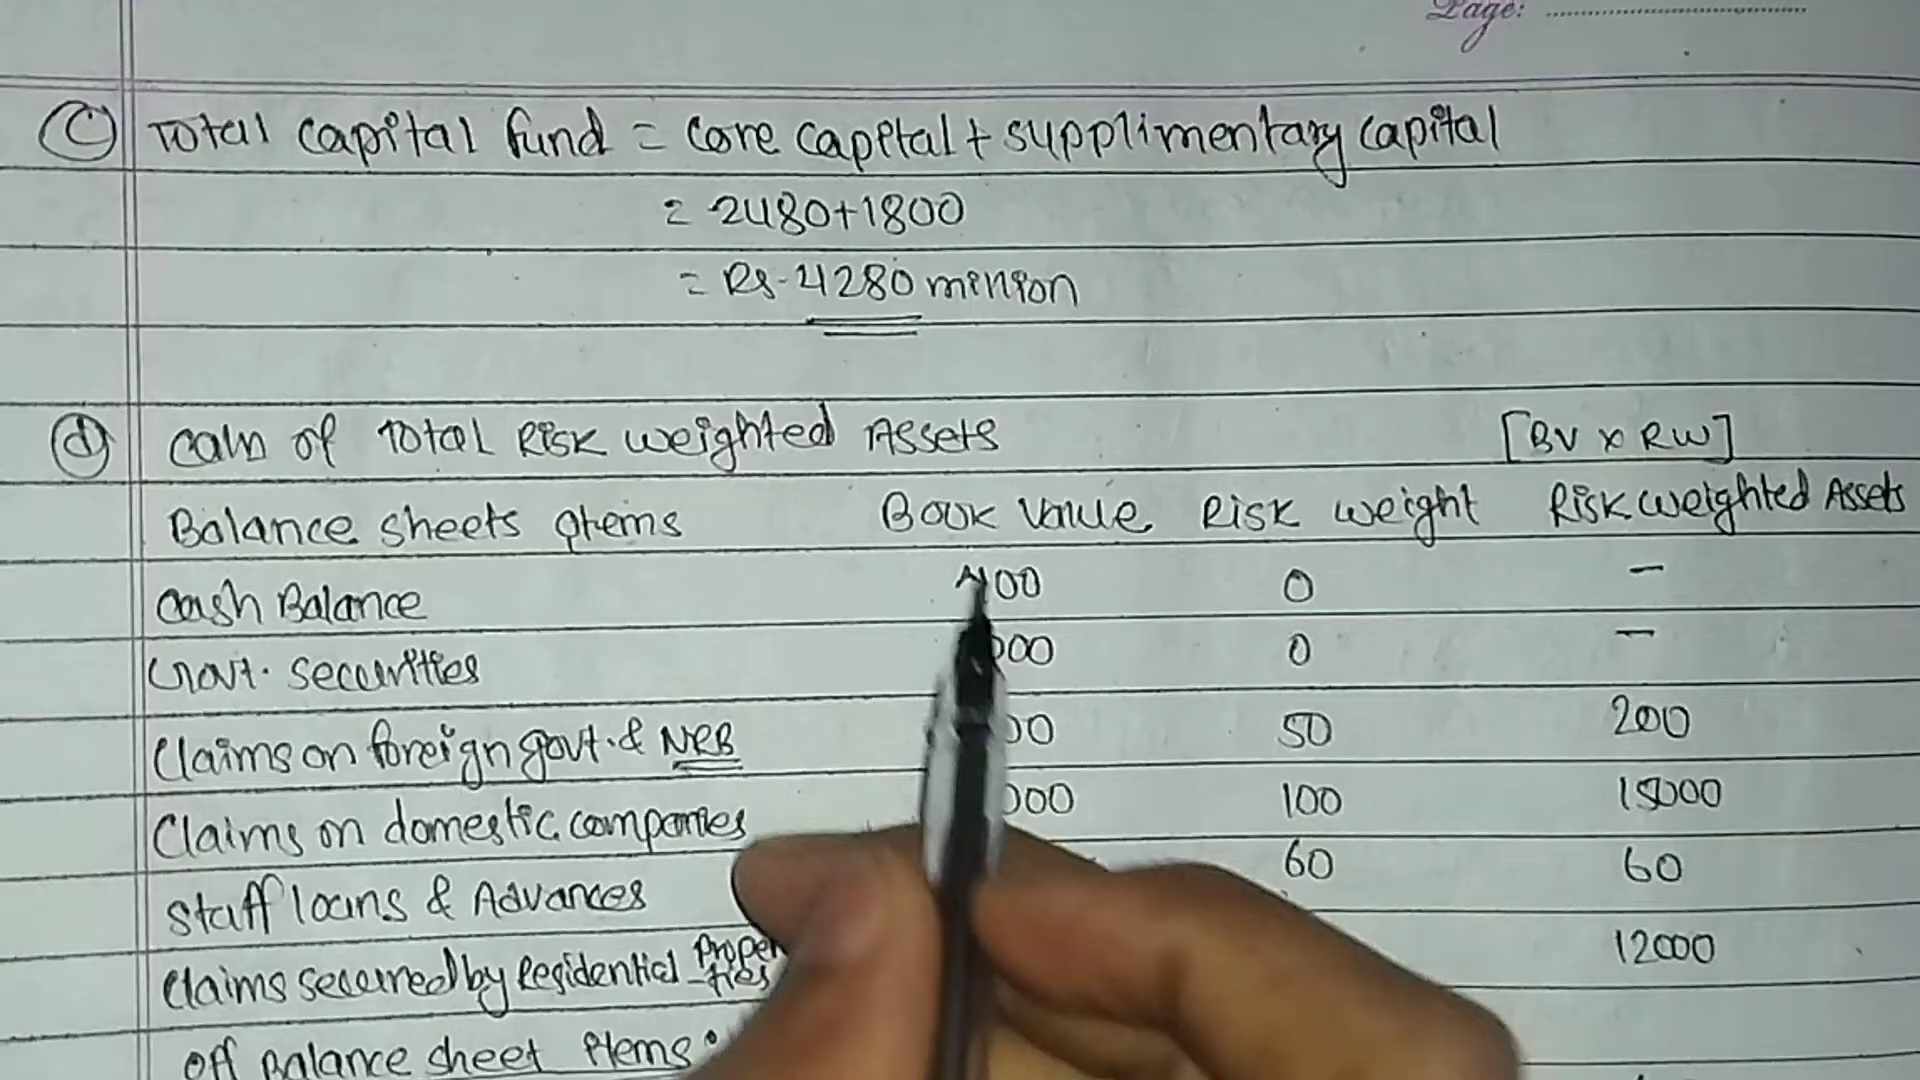 Page:
C Total capital fund = core capital + supplimentary capital
= 2480+1800
= Rs. 4280 million
d Caln of Total Risk weighted Assets [BV x RW]
Balance sheets items Book Value Risk weight Risk weighted Assets
Cash Balance 400 0 -
Govt. securities 0 -
Claims on foreign govt. & NRB 50 200
Claims on domestic companies 100 15000
Staff loans & Advances 60 60
Claims secured by Residential Proper-ties 12000
Off Balance sheet items: